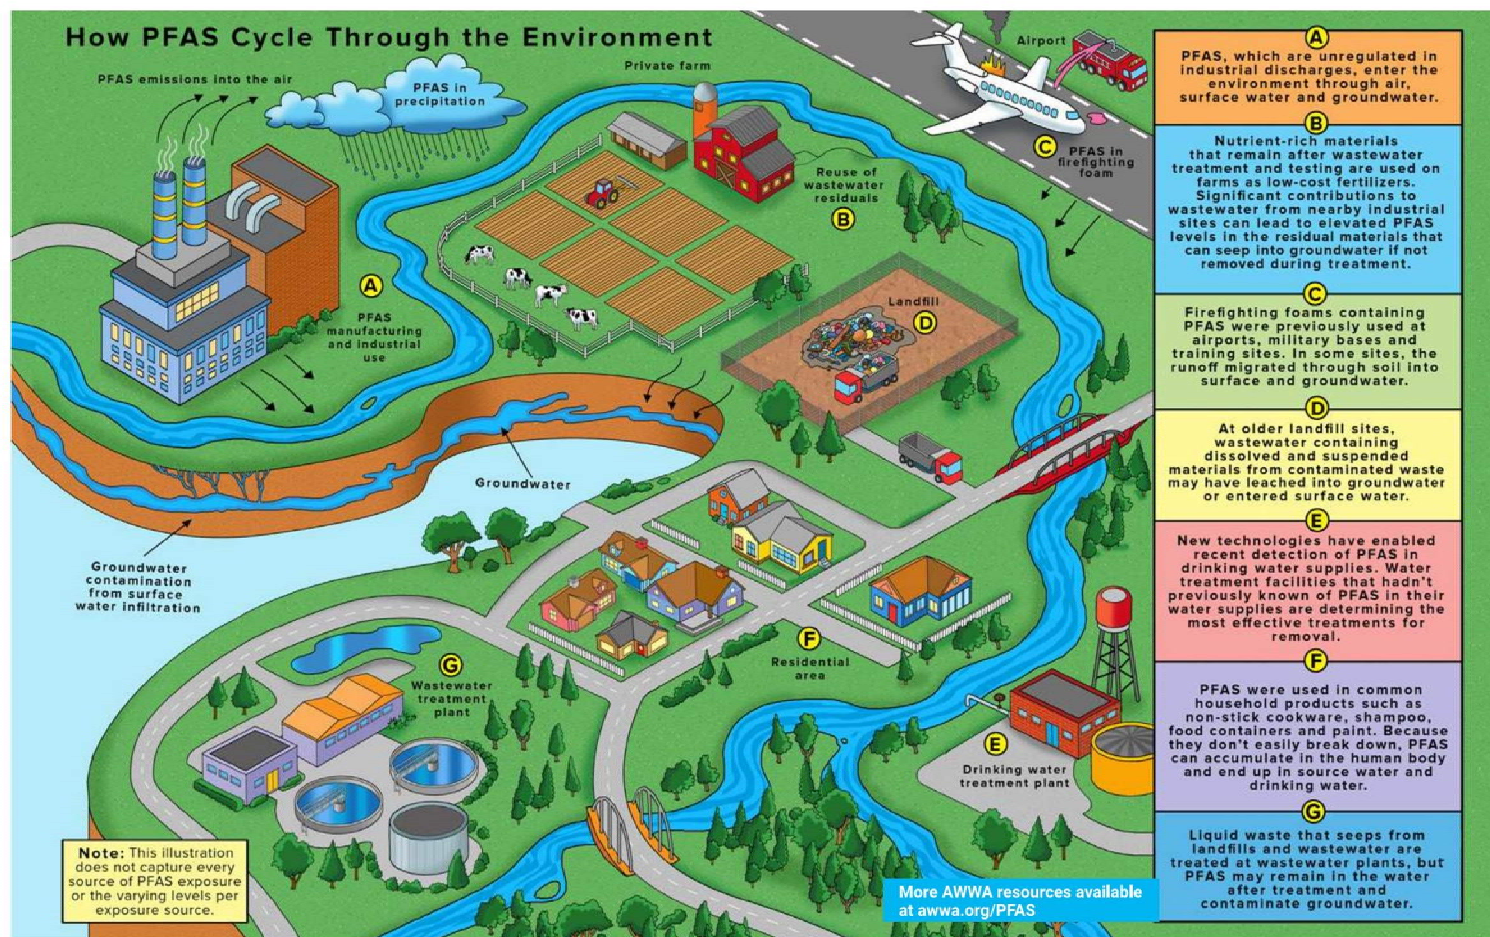 How PFAS Cycle Through the Environment
PFAS emissions into the air
PFAS in
precipitation
Private farm
Airport
C
PFAS in
firefighting
foam
Reuse of
wastewater
residuals
B
A
PFAS
manufacturing
and industrial
use
Landfill
D
Groundwater
Groundwater
contamination
from surface
water infiltration
F
Residential
area
G
Wastewater
treatment
plant
E
Drinking water
treatment plant
Note: This illustration
does not capture every
source of PFAS exposure
or the varying levels per
exposure source.
More AWWA resources available
at awwa.org/PFAS
A
PFAS, which are unregulated in
industrial discharges, enter the
environment through air,
surface water and groundwater.
B
Nutrient-rich materials
that remain after wastewater
treatment and testing are used on
farms as low-cost fertilizers.
Significant contributions to
wastewater from nearby industrial
sites can lead to elevated PFAS
levels in the residual materials that
can seep into groundwater if not
removed during treatment.
C
Firefighting foams containing
PFAS were previously used at
airports, military bases and
training sites. In some sites, the
runoff migrated through soil into
surface and groundwater.
D
At older landfill sites,
wastewater containing
dissolved and suspended
materials from contaminated waste
may have leached into groundwater
or entered surface water.
E
New technologies have enabled
recent detection of PFAS in
drinking water supplies. Water
treatment facilities that hadn't
previously known of PFAS in their
water supplies are determining the
most effective treatments for
removal.
F
PFAS were used in common
household products such as
non-stick cookware, shampoo,
food containers and paint. Because
they don't easily break down, PFAS
can accumulate in the human body
and end up in source water and
drinking water.
G
Liquid waste that seeps from
landfills and wastewater are
treated at wastewater plants, but
PFAS may remain in the water
after treatment and
contaminate groundwater.